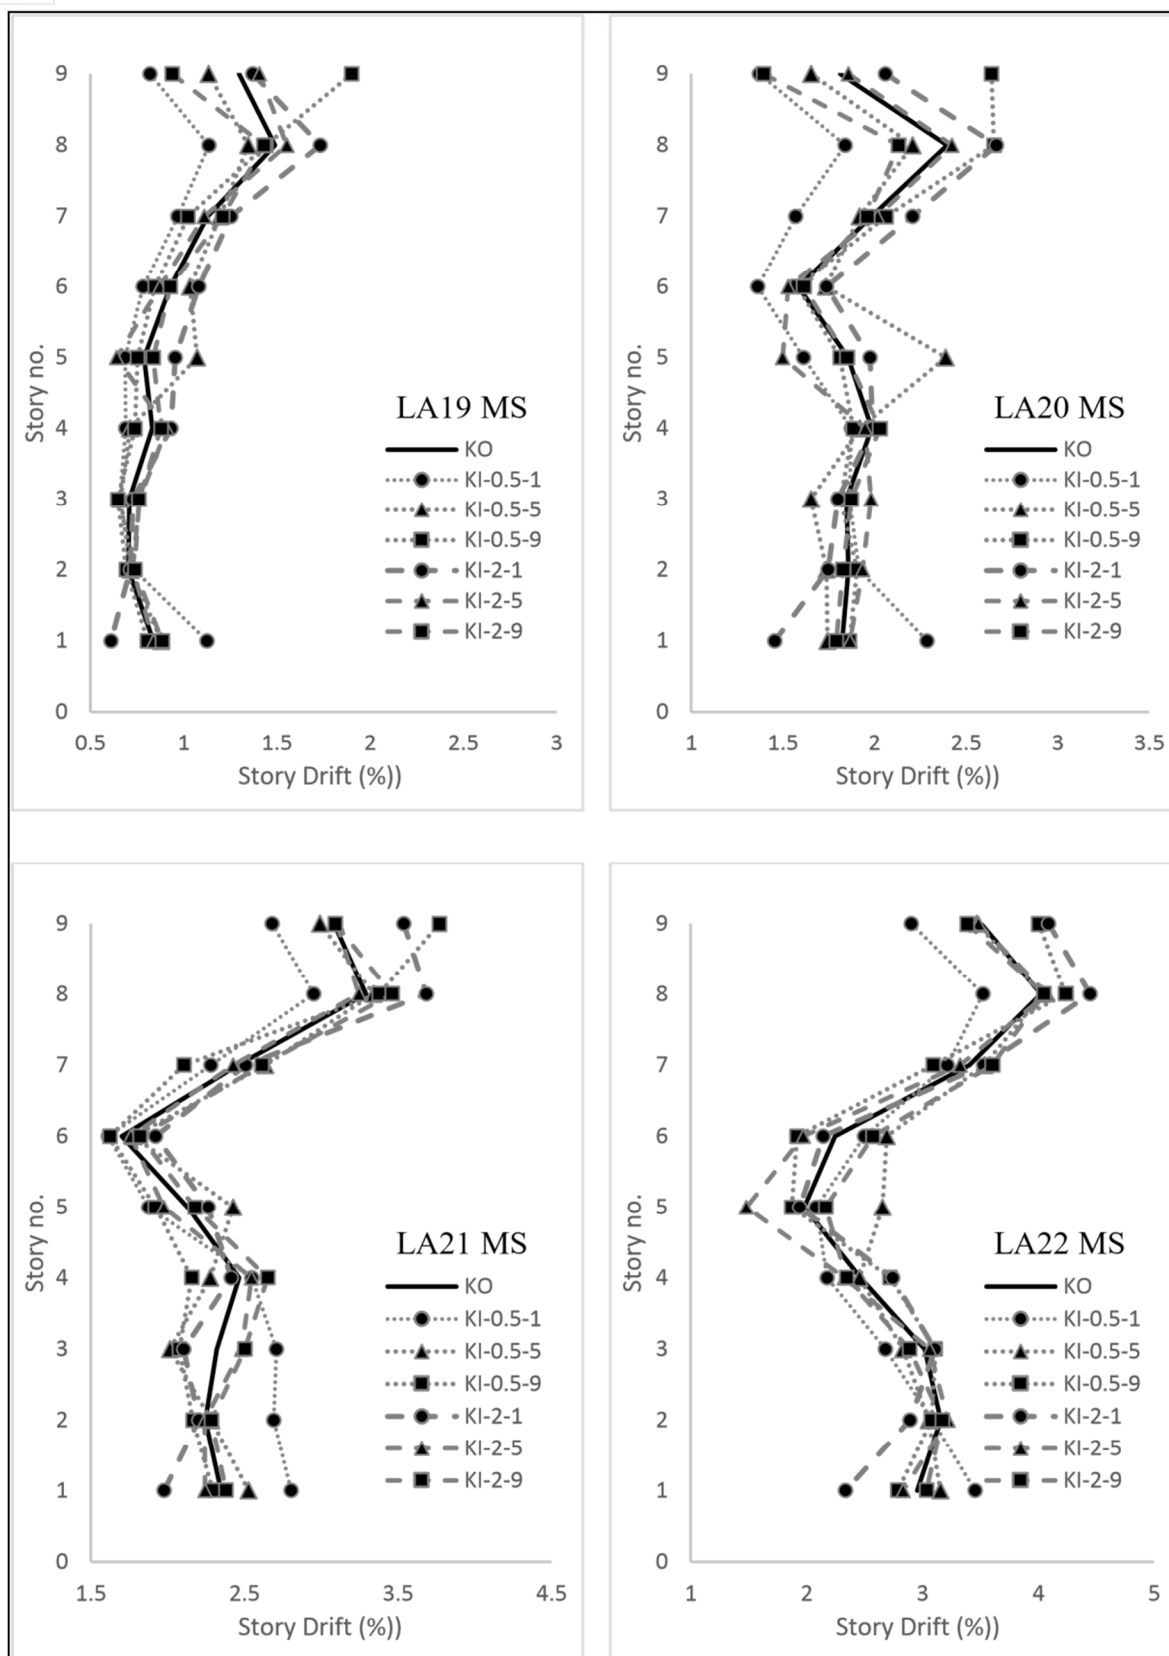 9
8
7
6
5
4
3
2
1
0
Story no.
LA19 MS
KO
KI-0.5-1
KI-0.5-5
KI-0.5-9
KI-2-1
KI-2-5
KI-2-9
0.5 1 1.5 2 2.5 3
Story Drift (%))
9
8
7
6
5
4
3
2
1
0
Story no.
LA20 MS
KO
KI-0.5-1
KI-0.5-5
KI-0.5-9
KI-2-1
KI-2-5
KI-2-9
1 1.5 2 2.5 3 3.5
Story Drift (%))
9
8
7
6
5
4
3
2
1
0
Story no.
LA21 MS
KO
KI-0.5-1
KI-0.5-5
KI-0.5-9
KI-2-1
KI-2-5
KI-2-9
1.5 2.5 3.5 4.5
Story Drift (%))
9
8
7
6
5
4
3
2
1
0
Story no.
LA22 MS
KO
KI-0.5-1
KI-0.5-5
KI-0.5-9
KI-2-1
KI-2-5
KI-2-9
1 2 3 4 5
Story Drift (%))